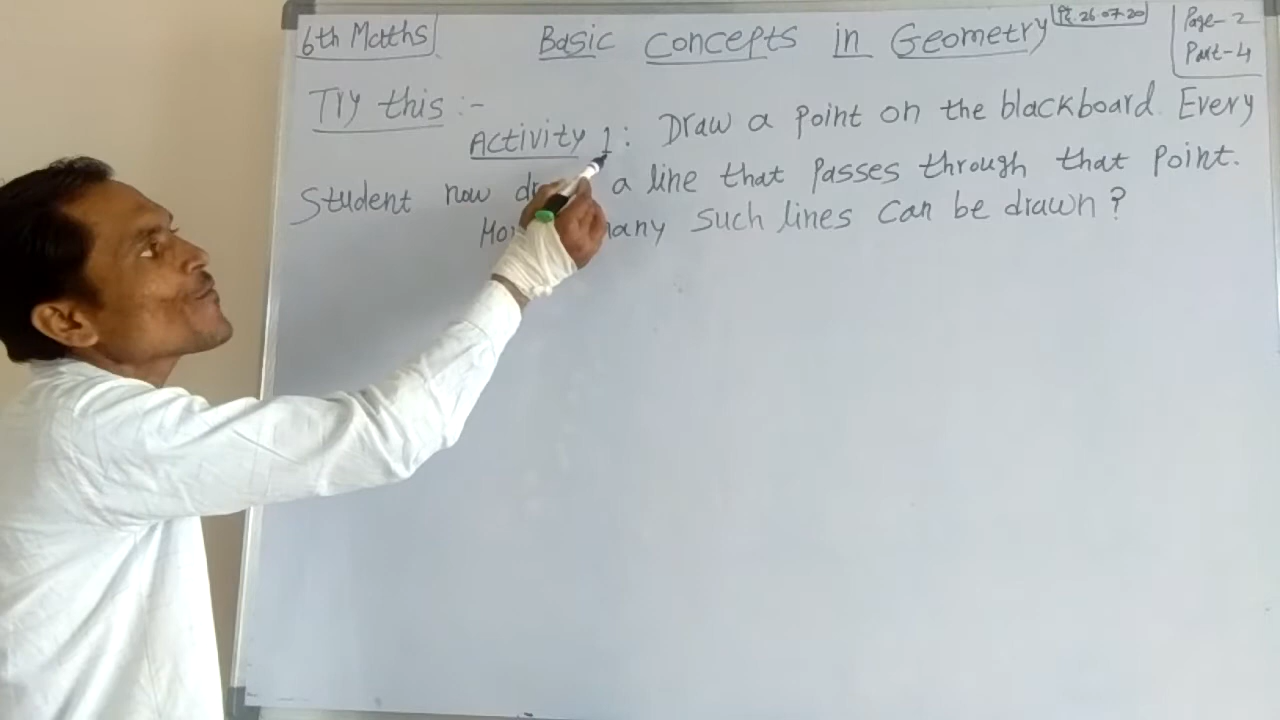 6th Maths
Basic Concepts in Geometry
दि. 26.07.20
Page-2
Part-4
Try this :-
Activity 1: Draw a point on the blackboard. Every
Student now a line that passes through that point.
such lines can be drawn ?